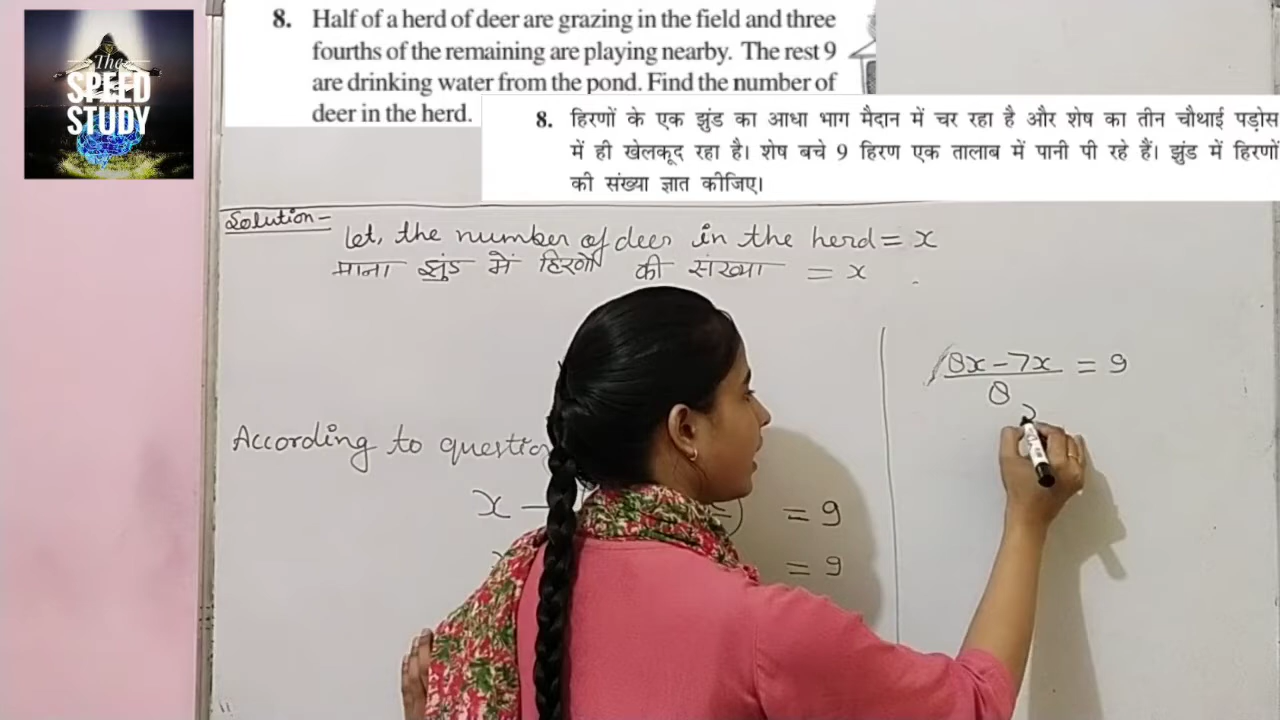 The
SPEED
STUDY
8. Half of a herd of deer are grazing in the field and three
fourths of the remaining are playing nearby. The rest 9
are drinking water from the pond. Find the number of
deer in the herd.
8. हिरणों के एक झुंड का आधा भाग मैदान में चर रहा है और शेष का तीन चौथाई पड़ोस
में ही खेलकूद रहा है। शेष बचे 9 हिरण एक तालाब में पानी पी रहे हैं। झुंड में हिरणों
की संख्या ज्ञात कीजिए।
Solution-
Let, the number of deer in the herd = x
माना झुंड में हिरणों की संख्या = x
According to
x - = 9
= 9
8x - 7x = 9
8